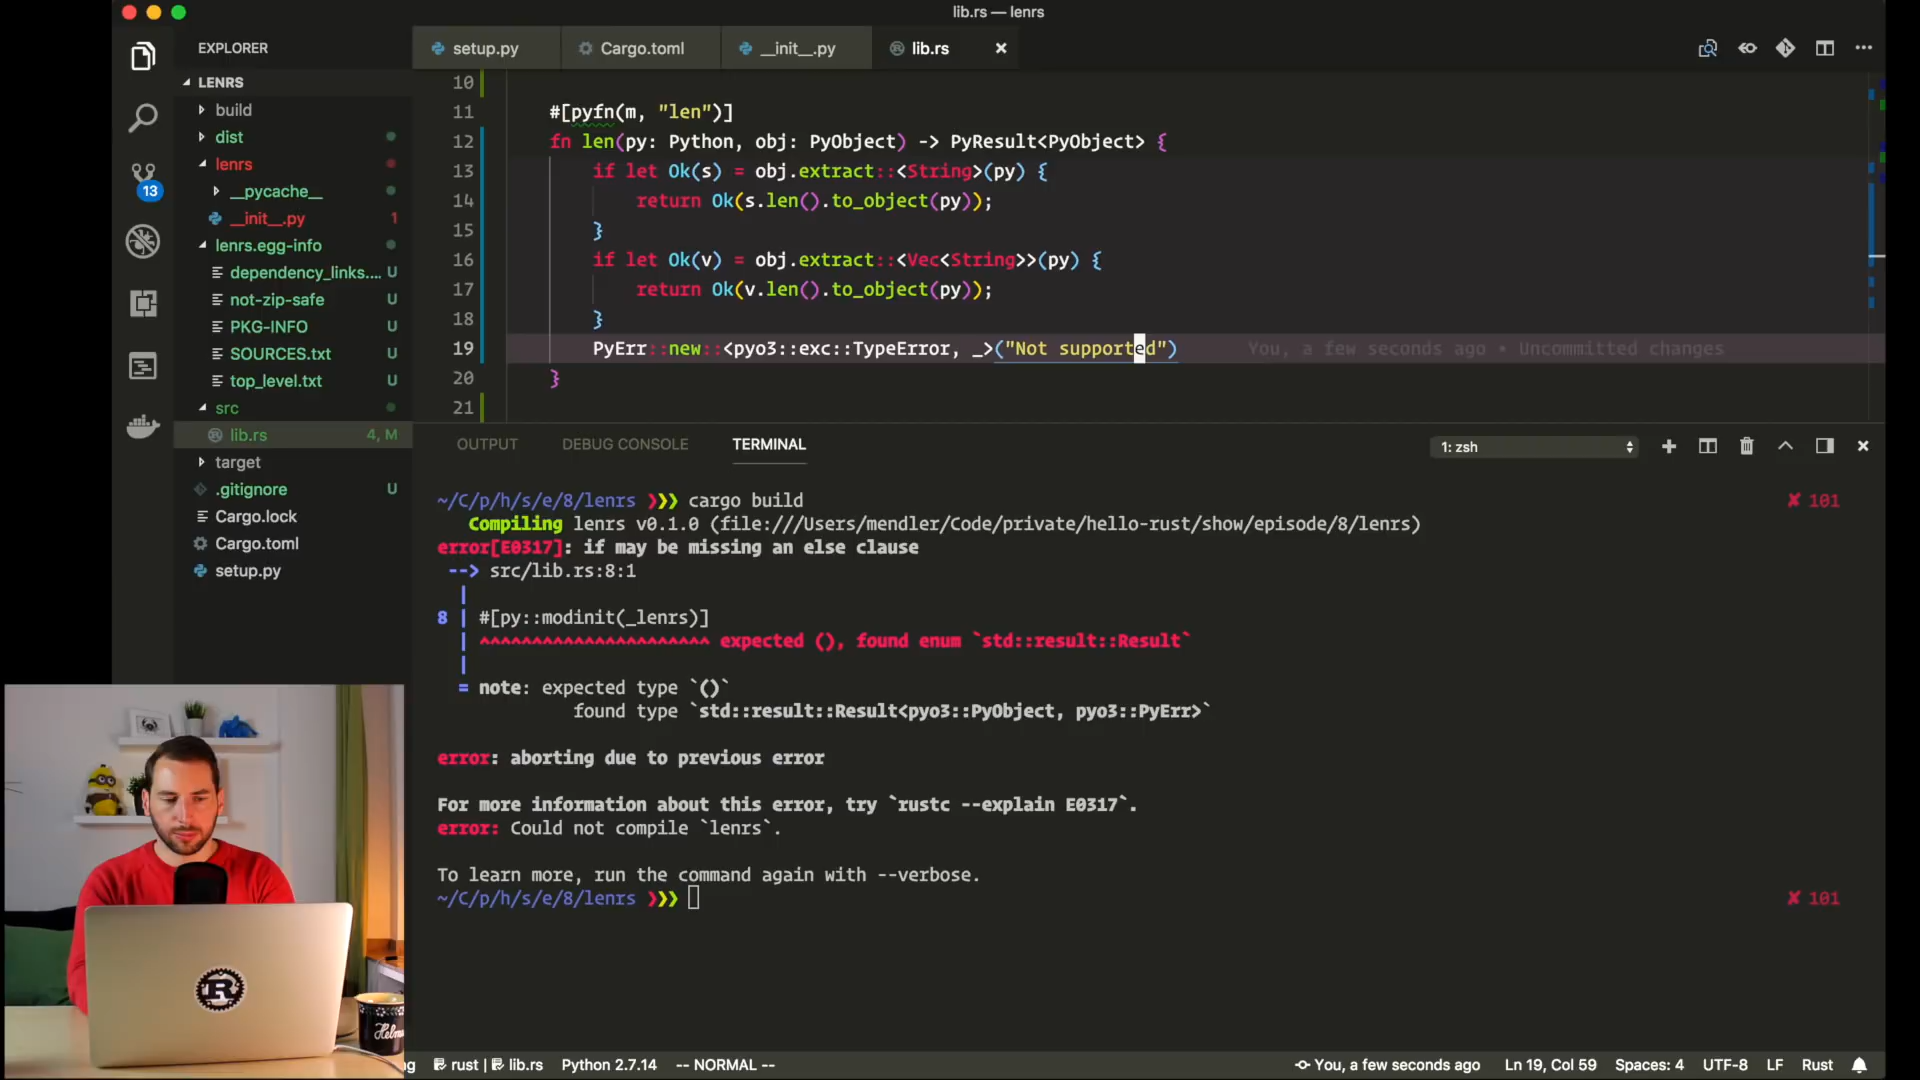 lib.rs — lenrs
EXPLORER
setup.py
Cargo.toml
__init__.py
lib.rs
LENRS
build
dist
lenrs
__pycache__
__init__.py 1
lenrs.egg-info
dependency_links.... U
not-zip-safe U
PKG-INFO U
SOURCES.txt U
top_level.txt U
src
lib.rs 4, M
target
.gitignore U
Cargo.lock
Cargo.toml
setup.py
13
10
11 #[pyfn(m, "len")]
12 fn len(py: Python, obj: PyObject) -> PyResult<PyObject> {
13 if let Ok(s) = obj.extract::<String>(py) {
14 return Ok(s.len().to_object(py));
15 }
16 if let Ok(v) = obj.extract::<Vec<String>>(py) {
17 return Ok(v.len().to_object(py));
18 }
19 PyErr::new::<pyo3::exc::TypeError, _>("Not supported") You, a few seconds ago • Uncommitted changes
20 }
21
OUTPUT DEBUG CONSOLE TERMINAL
1: zsh
~/C/p/h/s/e/8/lenrs ❯❯❯ cargo build ✘ 101
Compiling lenrs v0.1.0 (file:///Users/mendler/Code/private/hello-rust/show/episode/8/lenrs)
error[E0317]: if may be missing an else clause
--> src/lib.rs:8:1
|
8 | #[py::modinit(_lenrs)]
| ^^^^^^^^^^^^^^^^^^^^^^ expected (), found enum `std::result::Result`
|
= note: expected type `()`
found type `std::result::Result<pyo3::PyObject, pyo3::PyErr>`
error: aborting due to previous error
For more information about this error, try `rustc --explain E0317`.
error: Could not compile `lenrs`.
To learn more, run the command again with --verbose.
~/C/p/h/s/e/8/lenrs ❯❯❯ ✘ 101
R
ng rust | lib.rs Python 2.7.14 -- NORMAL -- You, a few seconds ago Ln 19, Col 59 Spaces: 4 UTF-8 LF Rust